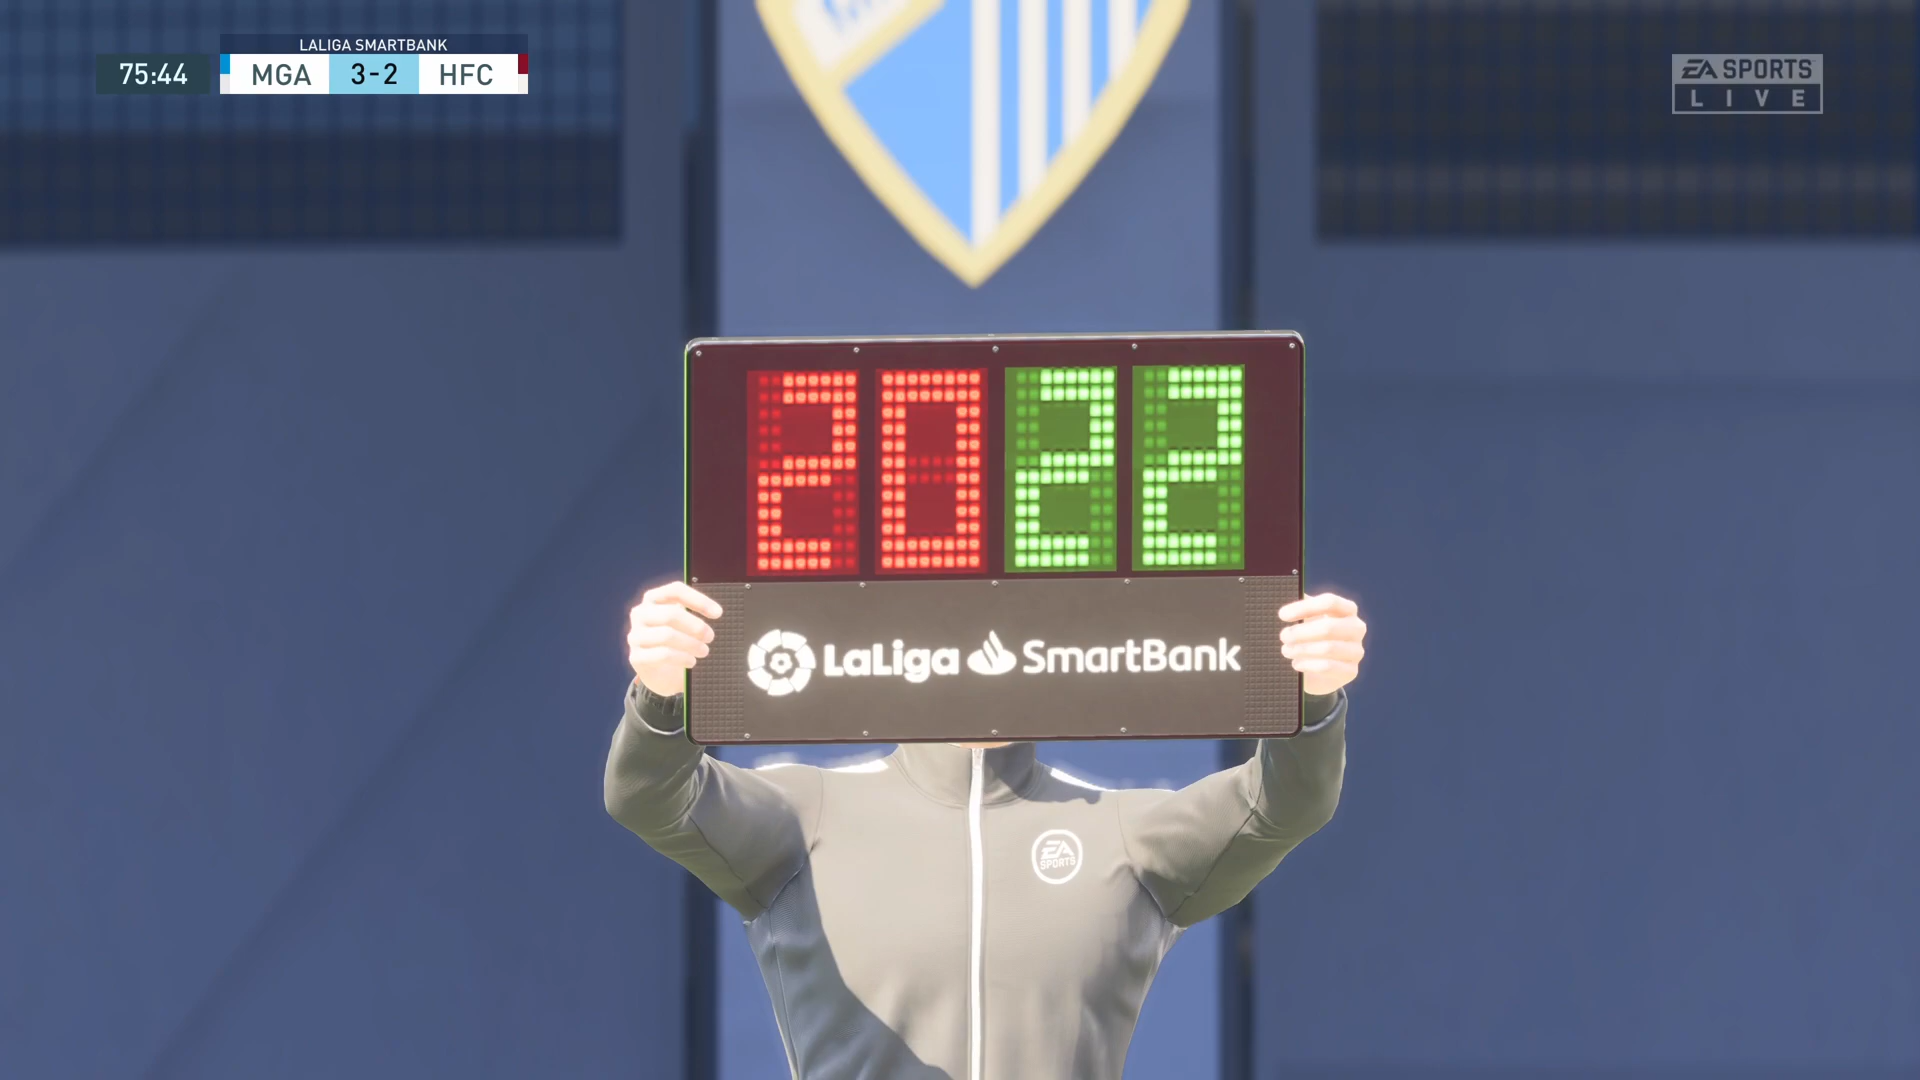 LALIGA SMARTBANK
75:44 MGA 3-2 HFC
EA SPORTS
LIVE
20 22
LaLiga SmartBank
EA
SPORTS